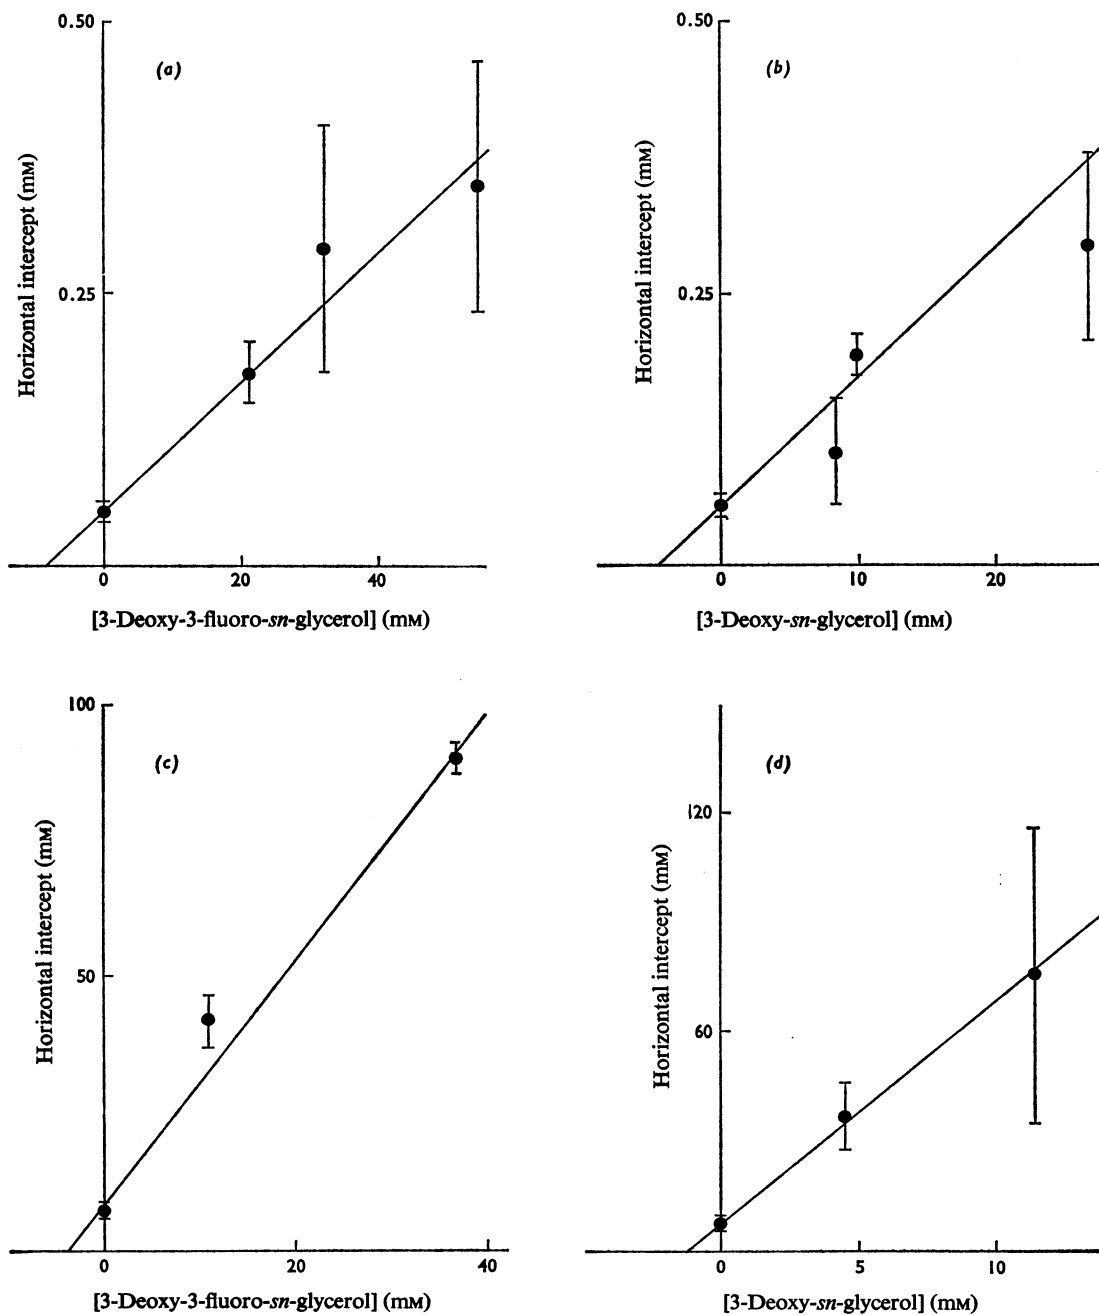 0.50
(a)
Horizontal intercept (mM)
0.25
0
20
40
[3-Deoxy-3-fluoro-sn-glycerol] (mM)
0.50
(b)
Horizontal intercept (mM)
0.25
0
10
20
[3-Deoxy-sn-glycerol] (mM)
100
(c)
Horizontal intercept (mM)
50
0
20
40
[3-Deoxy-3-fluoro-sn-glycerol] (mM)
(d)
120
Horizontal intercept (mM)
60
0
5
10
[3-Deoxy-sn-glycerol] (mM)